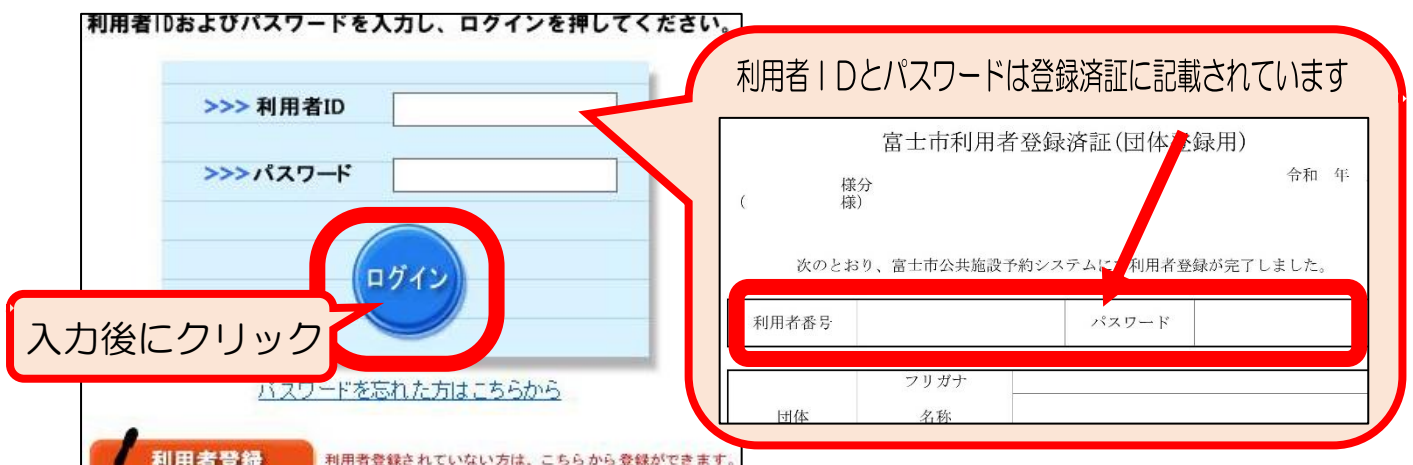 利用者IDおよびパスワードを入力し、ログインを押してください。
>>> 利用者ID
>>> パスワード
ログイン
入力後にクリック
パスワードを忘れた方はこちらから
利用者登録
利用者登録されていない方は、こちらから登録ができます。
利用者IDとパスワードは登録済証に記載されています
富士市利用者登録済証(団体登録用)
令和 年
様分
( 様)
次のとおり、富士市公共施設予約システムに 利用者登録が完了しました。
利用者番号 パスワード
フリガナ
団体 名称